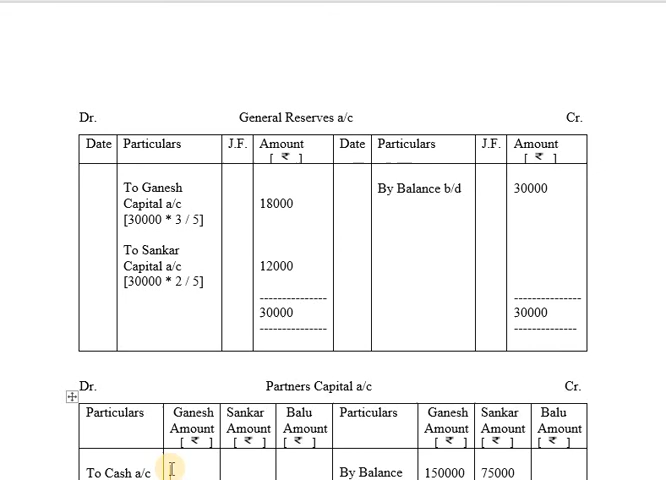 Dr. General Reserves a/c Cr.
Date Particulars J.F. Amount Date Particulars J.F. Amount
[ ₹ ] [ ₹ ]
To Ganesh By Balance b/d 30000
Capital a/c 18000
[30000 * 3 / 5]
To Sankar
Capital a/c 12000
[30000 * 2 / 5]
--------------- ---------------
30000 30000
--------------- --------------
Dr. Partners Capital a/c Cr.
Particulars Ganesh Sankar Balu Particulars Ganesh Sankar Balu
Amount Amount Amount Amount Amount Amount
[ ₹ ] [ ₹ ] [ ₹ ] [ ₹ ] [ ₹ ] [ ₹ ]
To Cash a/c By Balance 150000 75000